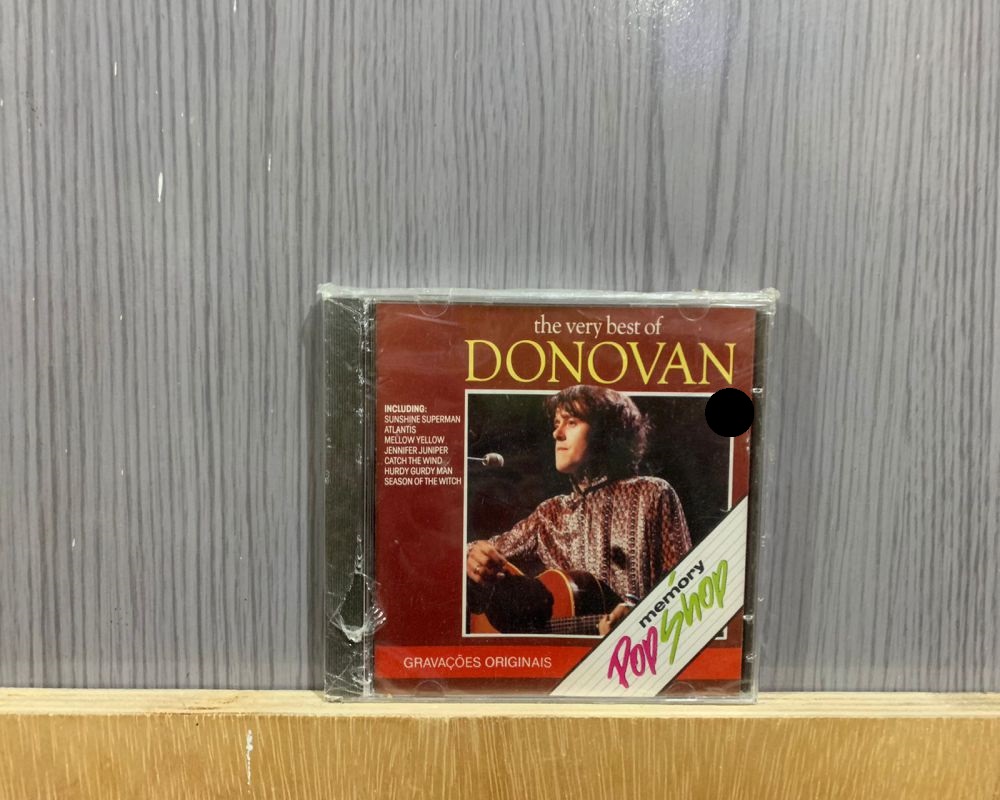 the very best of
DONOVAN
INCLUDING:
SUNSHINE SUPERMAN
ATLANTIS
MELLOW YELLOW
JENNIFER JUNIPER
CATCH THE WIND
HURDY GURDY MAN
SEASON OF THE WITCH
memory
POP SHOP
GRAVAÇÕES ORIGINAIS